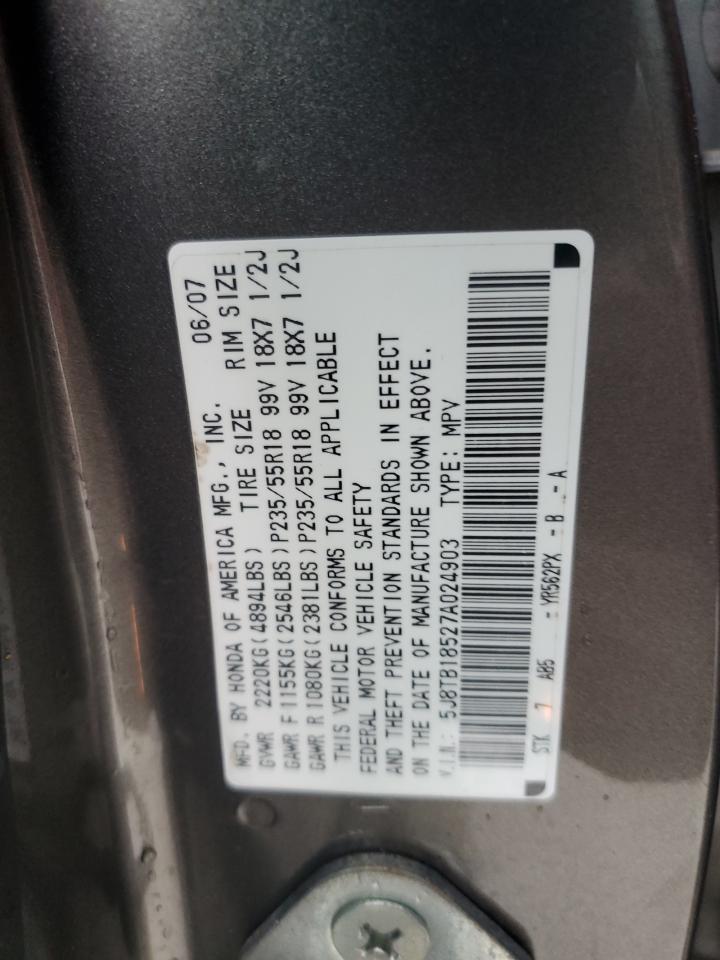 MFD. BY HONDA OF AMERICA MFG., INC. 06/07
GVWR 2220KG(4894LBS) TIRE SIZE RIM SIZE
GAWR F1155KG(2546LBS)P235/55R18 99V 18X7 1/2J
GAWR R1080KG(2381LBS)P235/55R18 99V 18X7 1/2J
THIS VEHICLE CONFORMS TO ALL APPLICABLE
FEDERAL MOTOR VEHICLE SAFETY
AND THEFT PREVENTION STANDARDS IN EFFECT
ON THE DATE OF MANUFACTURE SHOWN ABOVE.
V.I.N.: 5J8TB18527A024903 TYPE: MPV
STK 7 AB5 - YR562PX - B - A